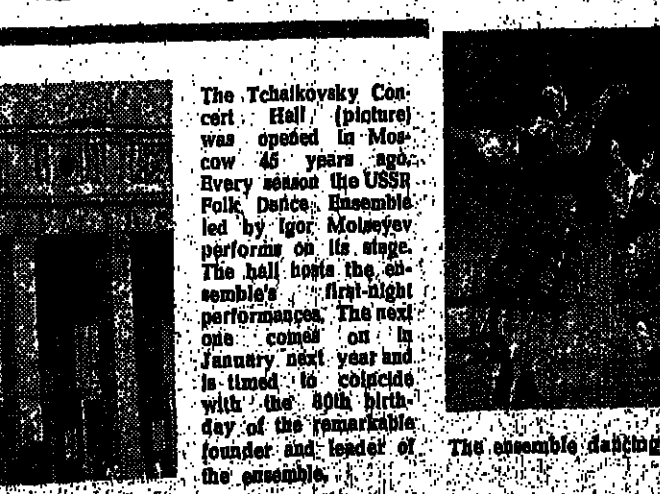 The Tchaikovsky Con-
cert Hall (picture)
was opened in Mos-
cow 45 years ago.
Every season the USSR
Folk Dance Ensemble
led by Igor Moiseyev
performs on its stage.
The hall hosts the en-
semble's first-night
performances. The next
one comes on in
January next year and
is timed to coincide
with the 80th birth-
day of the remarkable
founder and leader of
the ensemble.
The ensemble dancing